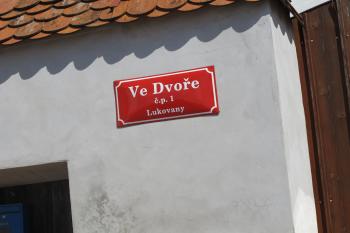 Ve Dvoře
č.p. 1
Lukovany